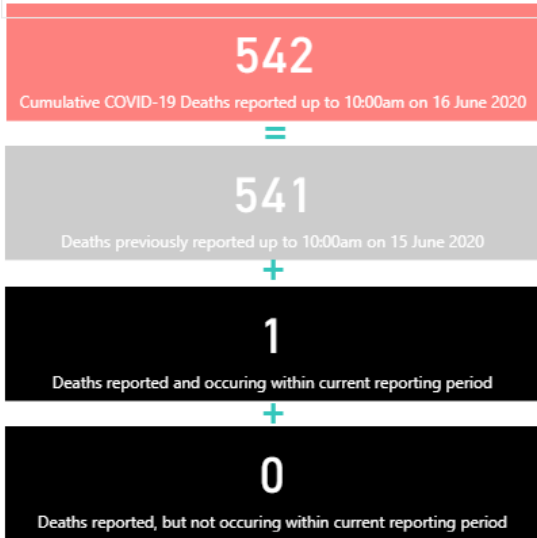 542
Cumulative COVID-19 Deaths reported up to 10:00am on 16 June 2020
=
541
Deaths previously reported up to 10:00am on 15 June 2020
+
1
Deaths reported and occuring within current reporting period
+
0
Deaths reported, but not occuring within current reporting period